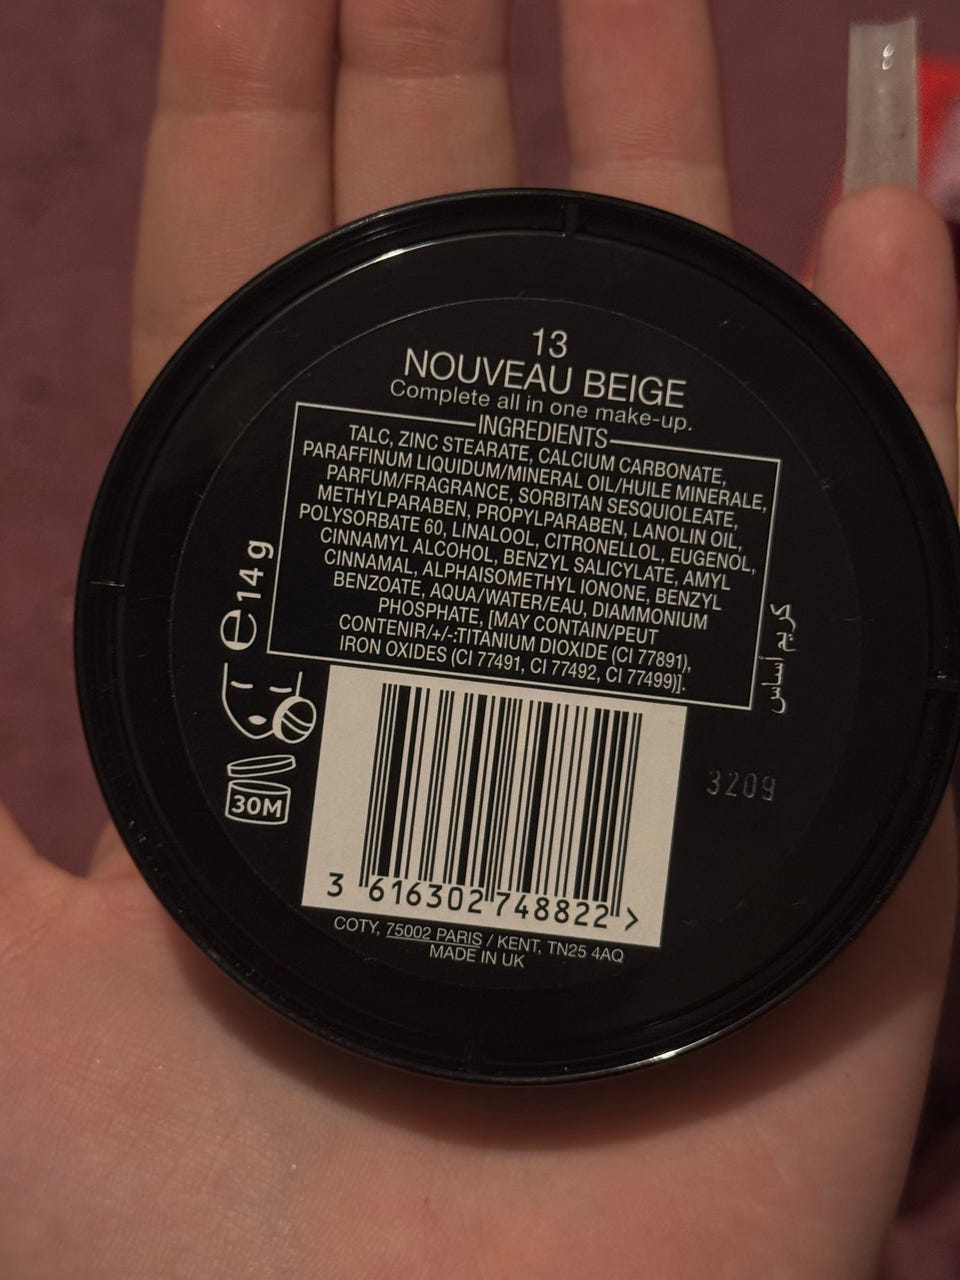 13
NOUVEAU BEIGE
Complete all in one make-up.
INGREDIENTS
TALC, ZINC STEARATE, CALCIUM CARBONATE,
PARAFFINUM LIQUIDUM/MINERAL OIL/HUILE MINERALE,
PARFUM/FRAGRANCE, SORBITAN SESQUIOLEATE,
METHYLPARABEN, PROPYLPARABEN, LANOLIN OIL,
POLYSORBATE 60, LINALOOL, CITRONELLOL, EUGENOL,
CINNAMYL ALCOHOL, BENZYL SALICYLATE, AMYL
CINNAMAL, ALPHAISOMETHYL IONONE, BENZYL
BENZOATE, AQUA/WATER/EAU, DIAMMONIUM
PHOSPHATE, [MAY CONTAIN/PEUT
CONTENIR/+/-:TITANIUM DIOXIDE (CI 77891),
IRON OXIDES (CI 77491, CI 77492, CI 77499)].
e 14 g
كريم أساس
30M
3209
3 616302 748822 >
COTY, 75002 PARIS / KENT, TN25 4AQ
MADE IN UK